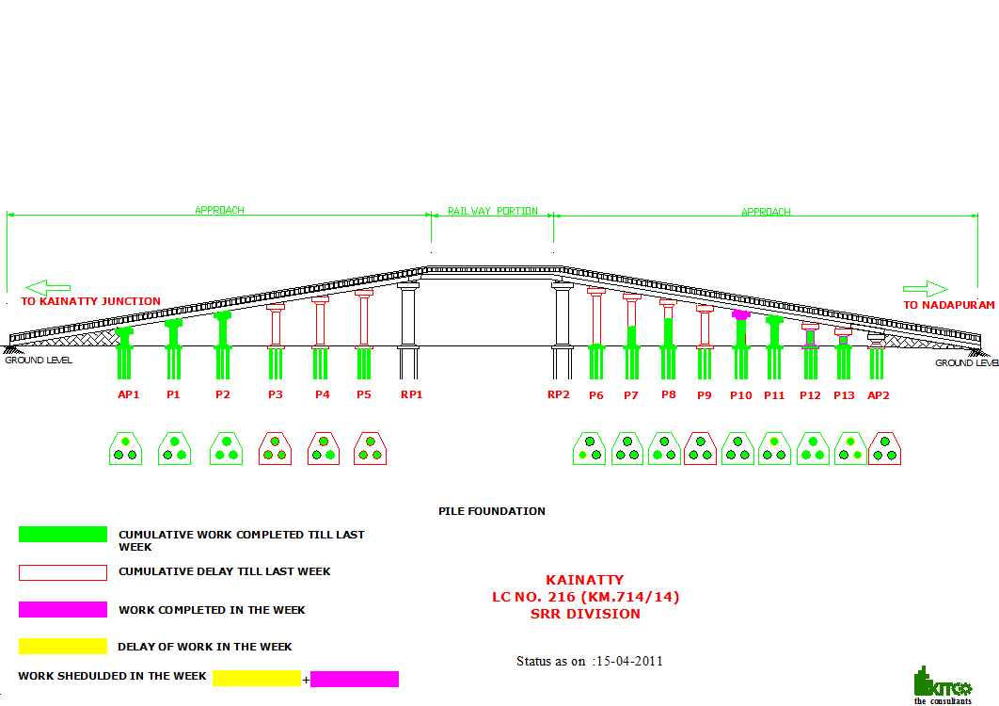 APPROACH RAILWAY PORTION APPROACH
TO KAINATTY JUNCTION
TO NADAPURAM
GROUND LEVEL
GROUND LEVEL
AP1 P1 P2 P3 P4 P5 RP1 RP2 P6 P7 P8 P9 P10 P11 P12 P13 AP2
PILE FOUNDATION
CUMULATIVE WORK COMPLETED TILL LAST
WEEK
CUMULATIVE DELAY TILL LAST WEEK
WORK COMPLETED IN THE WEEK
DELAY OF WORK IN THE WEEK
WORK SHEDULDED IN THE WEEK +
KAINATTY
LC NO. 216 (KM.714/14)
SRR DIVISION
Status as on :15-04-2011
KITCO
the consultants